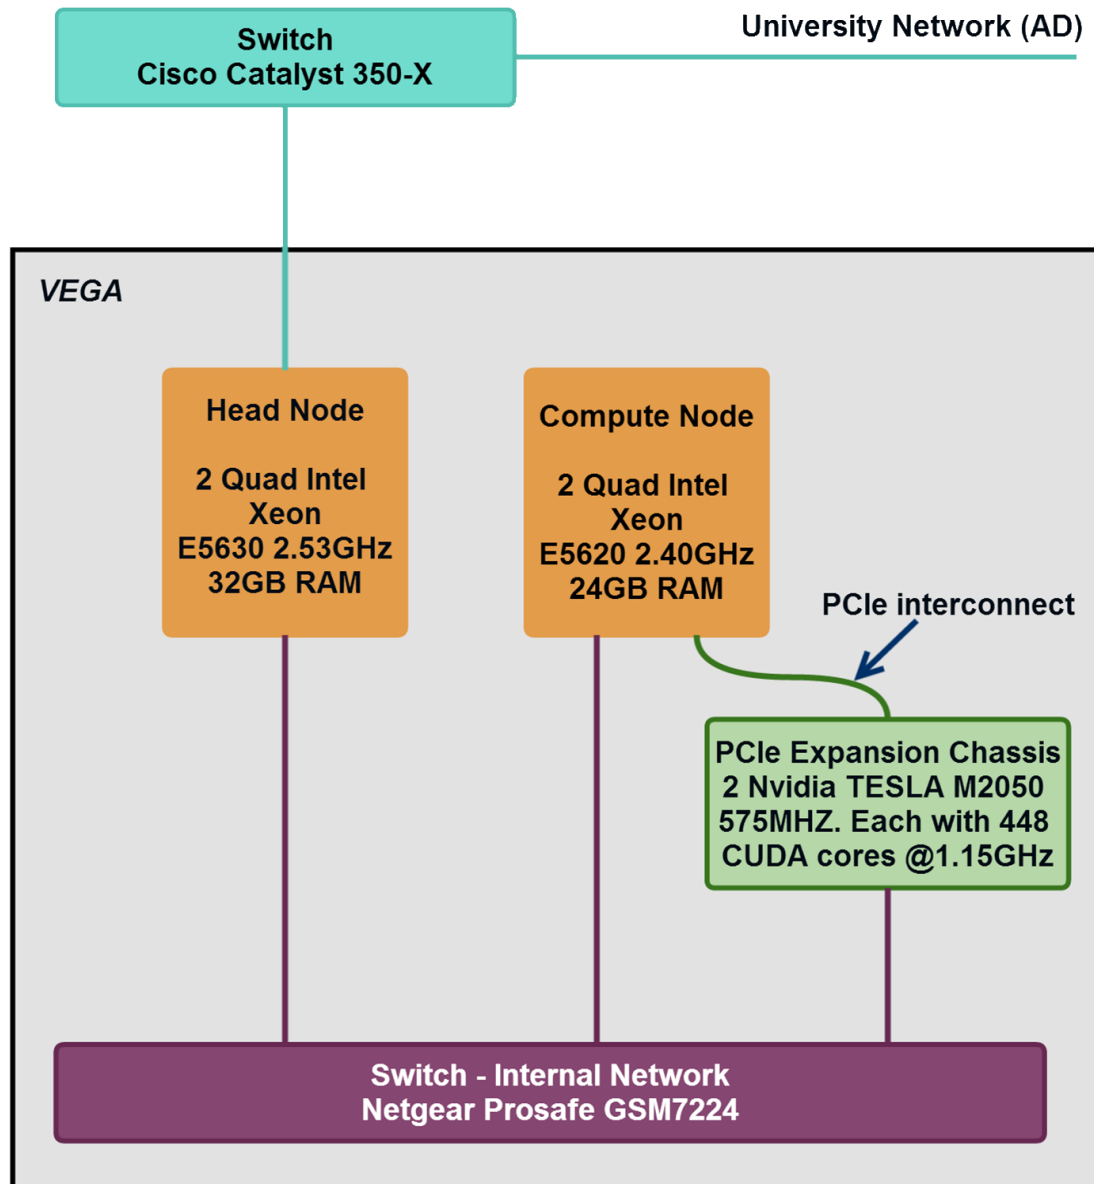 University Network (AD)
Switch
Cisco Catalyst 350-X
VEGA
Head Node
2 Quad Intel
Xeon
E5630 2.53GHz
32GB RAM
Compute Node
2 Quad Intel
Xeon
E5620 2.40GHz
24GB RAM
PCIe interconnect
PCIe Expansion Chassis
2 Nvidia TESLA M2050
575MHZ. Each with 448
CUDA cores @1.15GHz
Switch - Internal Network
Netgear Prosafe GSM7224